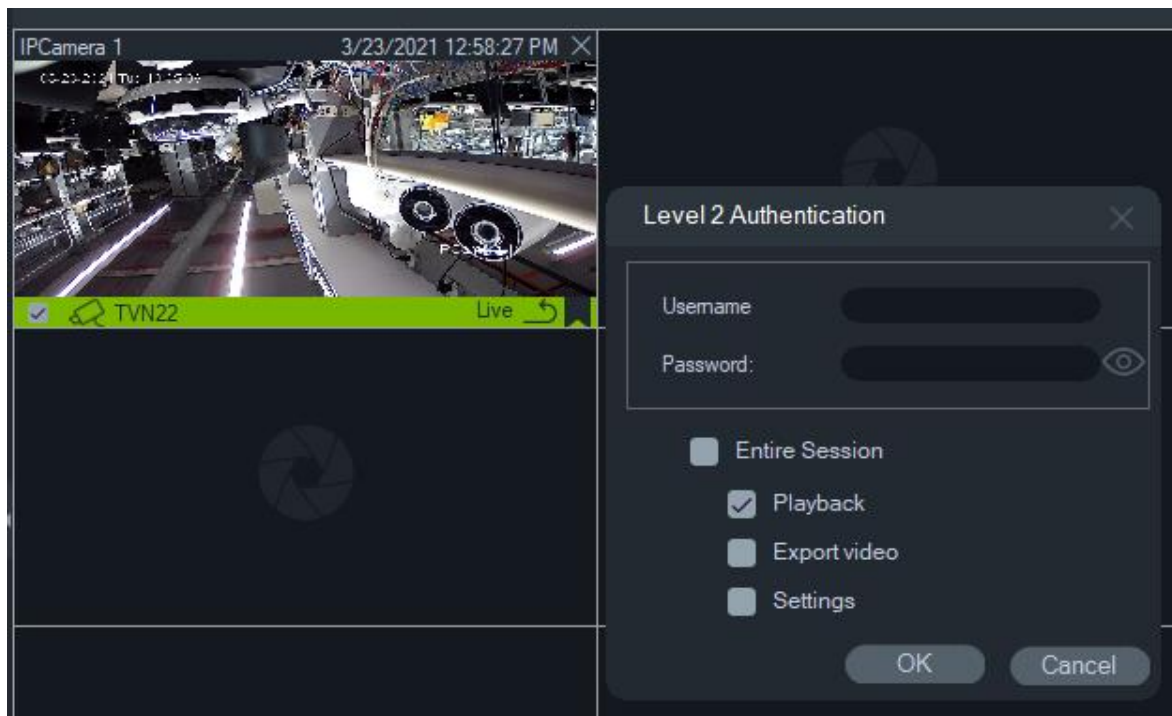 IPCamera 1 3/23/2021 12:58:27 PM
TVN22 Live
Level 2 Authentication
Username
Password:
Entire Session
Playback
Export video
Settings
OK Cancel